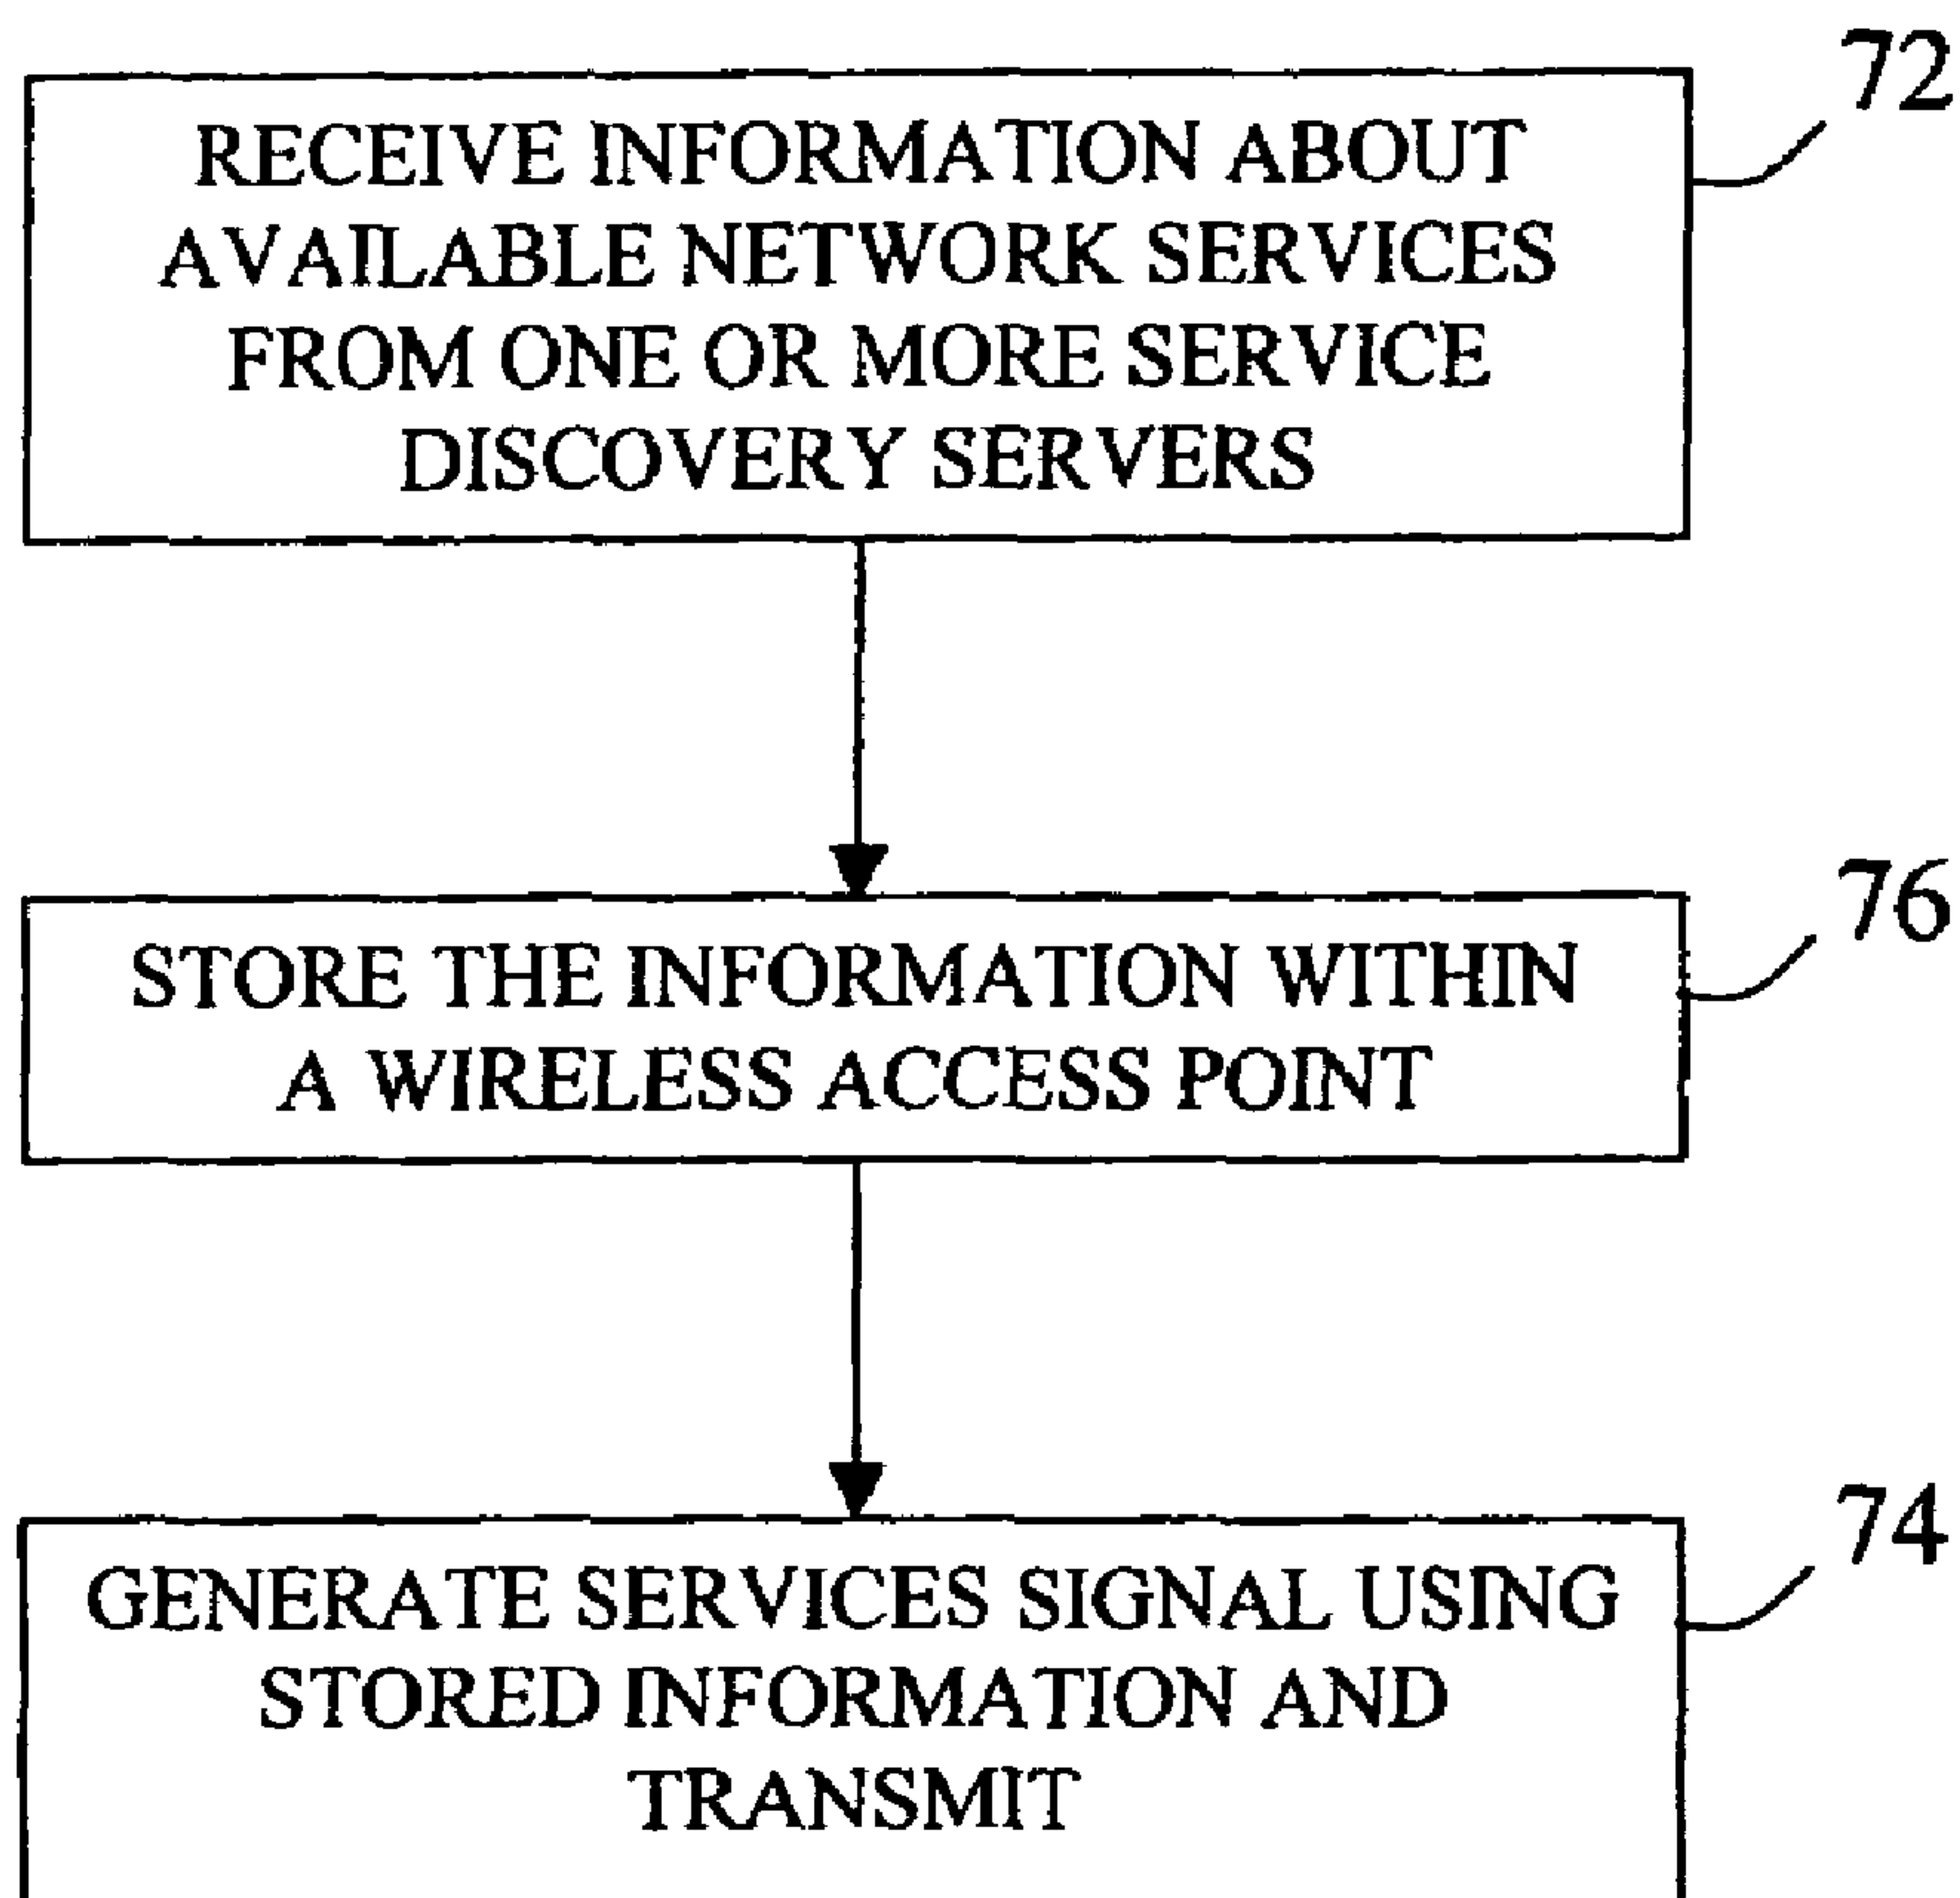 72
RECEIVE INFORMATION ABOUT
AVAILABLE NETWORK SERVICES
FROM ONE OR MORE SERVICE
DISCOVERY SERVERS
76
STORE THE INFORMATION WITHIN
A WIRELESS ACCESS POINT
74
GENERATE SERVICES SIGNAL USING
STORED INFORMATION AND
TRANSMIT